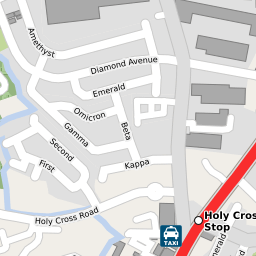 Amethyst
Diamond Avenue
Emerald
Omicron
Gamma
Beta
Second
First
Kappa
Holy Cross Road
Holy Cros
Stop
TAXI